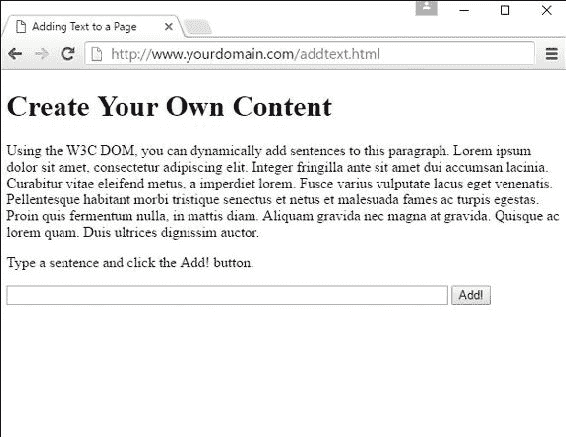 Adding Text to a Page
http://www.yourdomain.com/addtext.html
Create Your Own Content
Using the W3C DOM, you can dynamically add sentences to this paragraph. Lorem ipsum
dolor sit amet, consectetur adipiscing elit. Integer fringilla ante sit amet dui accumsan lacinia.
Curabitur vitae eleifend metus, a imperdiet lorem. Fusce varius vulputate lacus eget venenatis.
Pellentesque habitant morbi tristique senectus et netus et malesuada fames ac turpis egestas.
Proin quis fermentum nulla, in mattis diam. Aliquam gravida nec magna at gravida. Quisque ac
lorem quam. Duis ultrices dignissim auctor.
Type a sentence and click the Add! button.
Add!